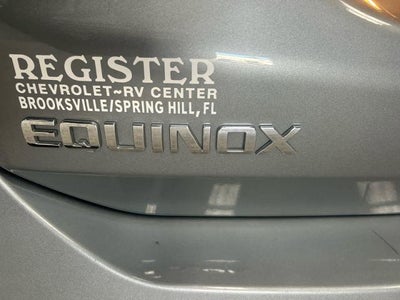 REGISTER
CHEVROLET~RV CENTER
BROOKSVILLE/SPRING HILL, FL
EQUINOX